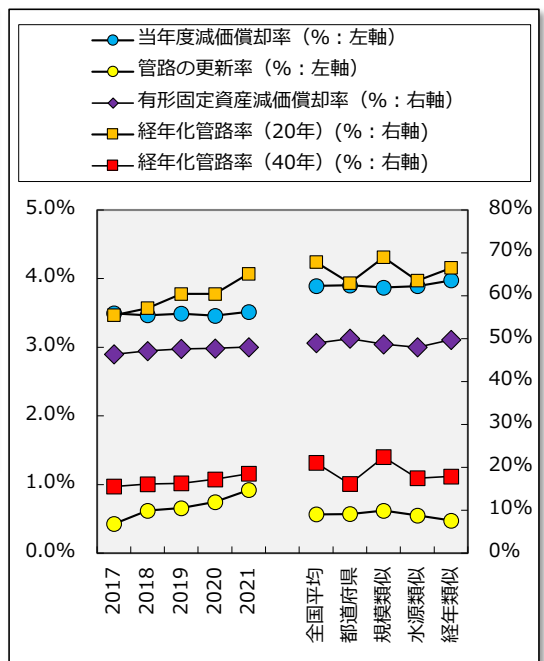 当年度減価償却率（%：左軸）
管路の更新率（%：左軸）
有形固定資産減価償却率（%：右軸）
経年化管路率（20年）(%：右軸)
経年化管路率（40年）(%：右軸)
5.0%
4.0%
3.0%
2.0%
1.0%
0.0%
80%
70%
60%
50%
40%
30%
20%
10%
0%
2017
2018
2019
2020
2021
全国平均
都道府県
規模類似
水源類似
経年類似